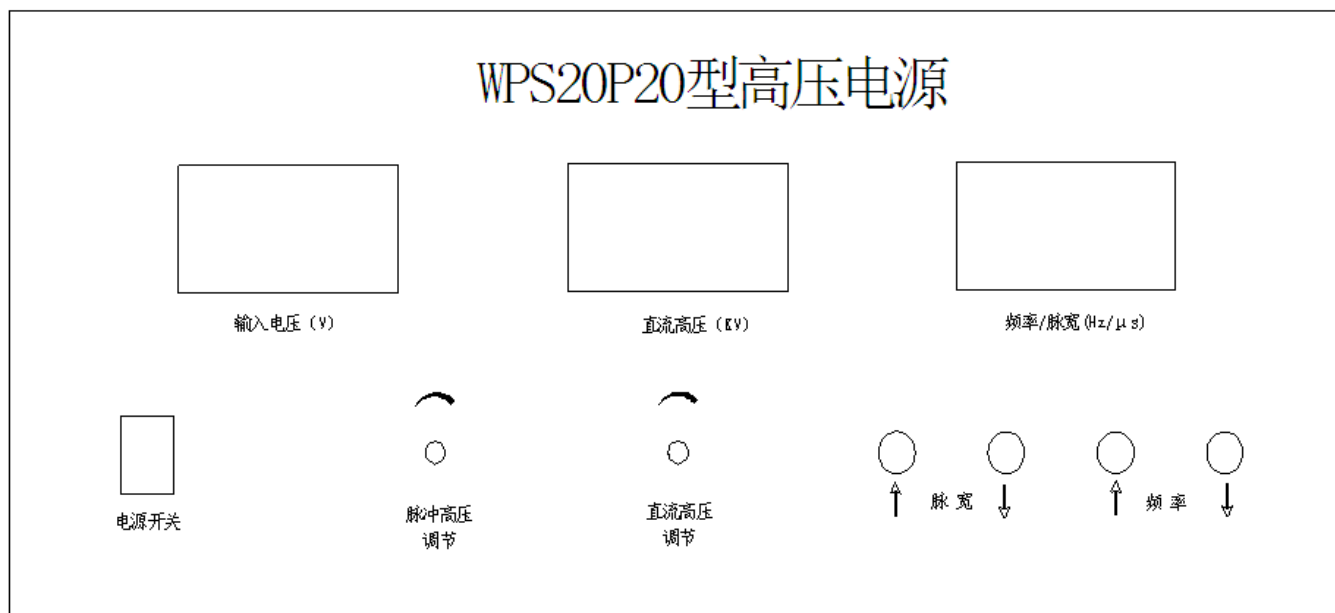 WPS20P20型高压电源
输入电压（V）
直流高压（KV）
频率/脉宽(Hz/μs)
电源开关
脉冲高压
调节
直流高压
调节
脉宽
频率